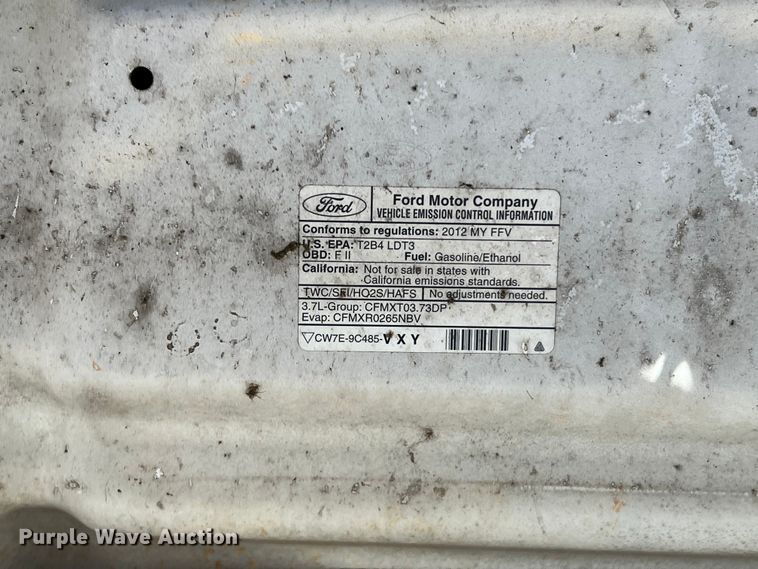 Ford
Ford Motor Company
VEHICLE EMISSION CONTROL INFORMATION
Conforms to regulations: 2012 MY FFV
U.S. EPA: T2B4 LDT3
OBD: F II Fuel: Gasoline/Ethanol
California: Not for sale in states with
California emissions standards.
TWC/SFI/HO2S/HAFS No adjustments needed.
3.7L-Group: CFMXT03.73DP
Evap: CFMXR0265NBV
CW7E-9C485-VXY
Purple Wave Auction